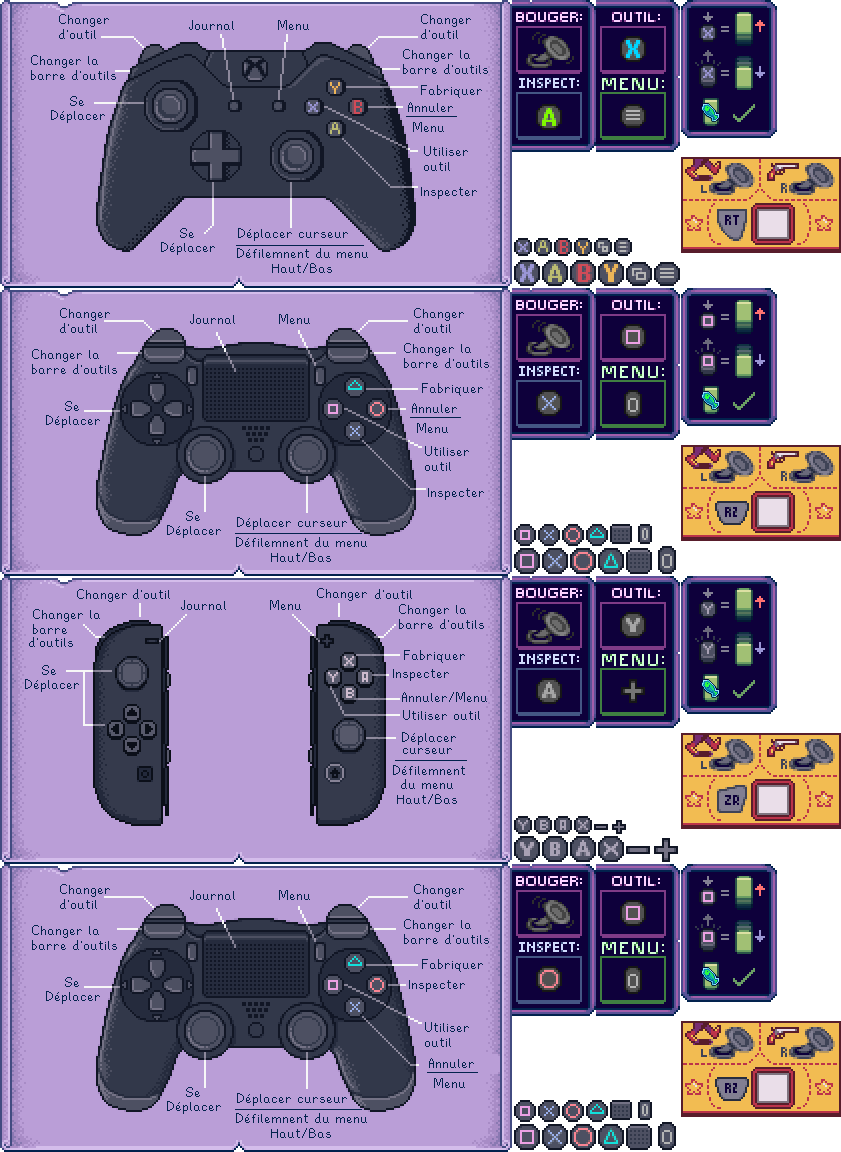 Changer
d'outil
Journal
Menu
Changer
d'outil
Changer la
barre d'outils
Changer la
barre d'outils
Y
Fabriquer
Se
Déplacer
X
B
Annuler
Menu
A
Utiliser
outil
Inspecter
Se
Déplacer
Déplacer curseur
Défilemnent du menu
Haut/Bas
BOUGER:
OUTIL:
X
INSPECT:
MENU:
A
X =
X =
L
R
RT
X A B Y
X A B Y
Changer
d'outil
Journal
Menu
Changer
d'outil
Changer la
barre d'outils
Changer la
barre d'outils
Fabriquer
Se
Déplacer
Annuler
Menu
Utiliser
outil
Inspecter
Se
Déplacer
Déplacer curseur
Défilemnent du menu
Haut/Bas
BOUGER:
OUTIL:
INSPECT:
MENU:
=
=
L
R
R2
Changer d'outil
Changer d'outil
Changer la
barre
d'outils
Journal
Menu
Changer la
barre d'outils
Se
Déplacer
X
Fabriquer
Y
A
Inspecter
B
Annuler/Menu
Utiliser outil
Déplacer
curseur
Défilemnent
du menu
Haut/Bas
BOUGER:
OUTIL:
Y
INSPECT:
MENU:
A
Y =
Y =
L
R
ZR
Y B A X
Y B A X
Changer
d'outil
Journal
Menu
Changer
d'outil
Changer la
barre d'outils
Changer la
barre d'outils
Fabriquer
Se
Déplacer
Inspecter
Utiliser
outil
Annuler
Menu
Se
Déplacer
Déplacer curseur
Défilemnent du menu
Haut/Bas
BOUGER:
OUTIL:
INSPECT:
MENU:
=
=
L
R
R2